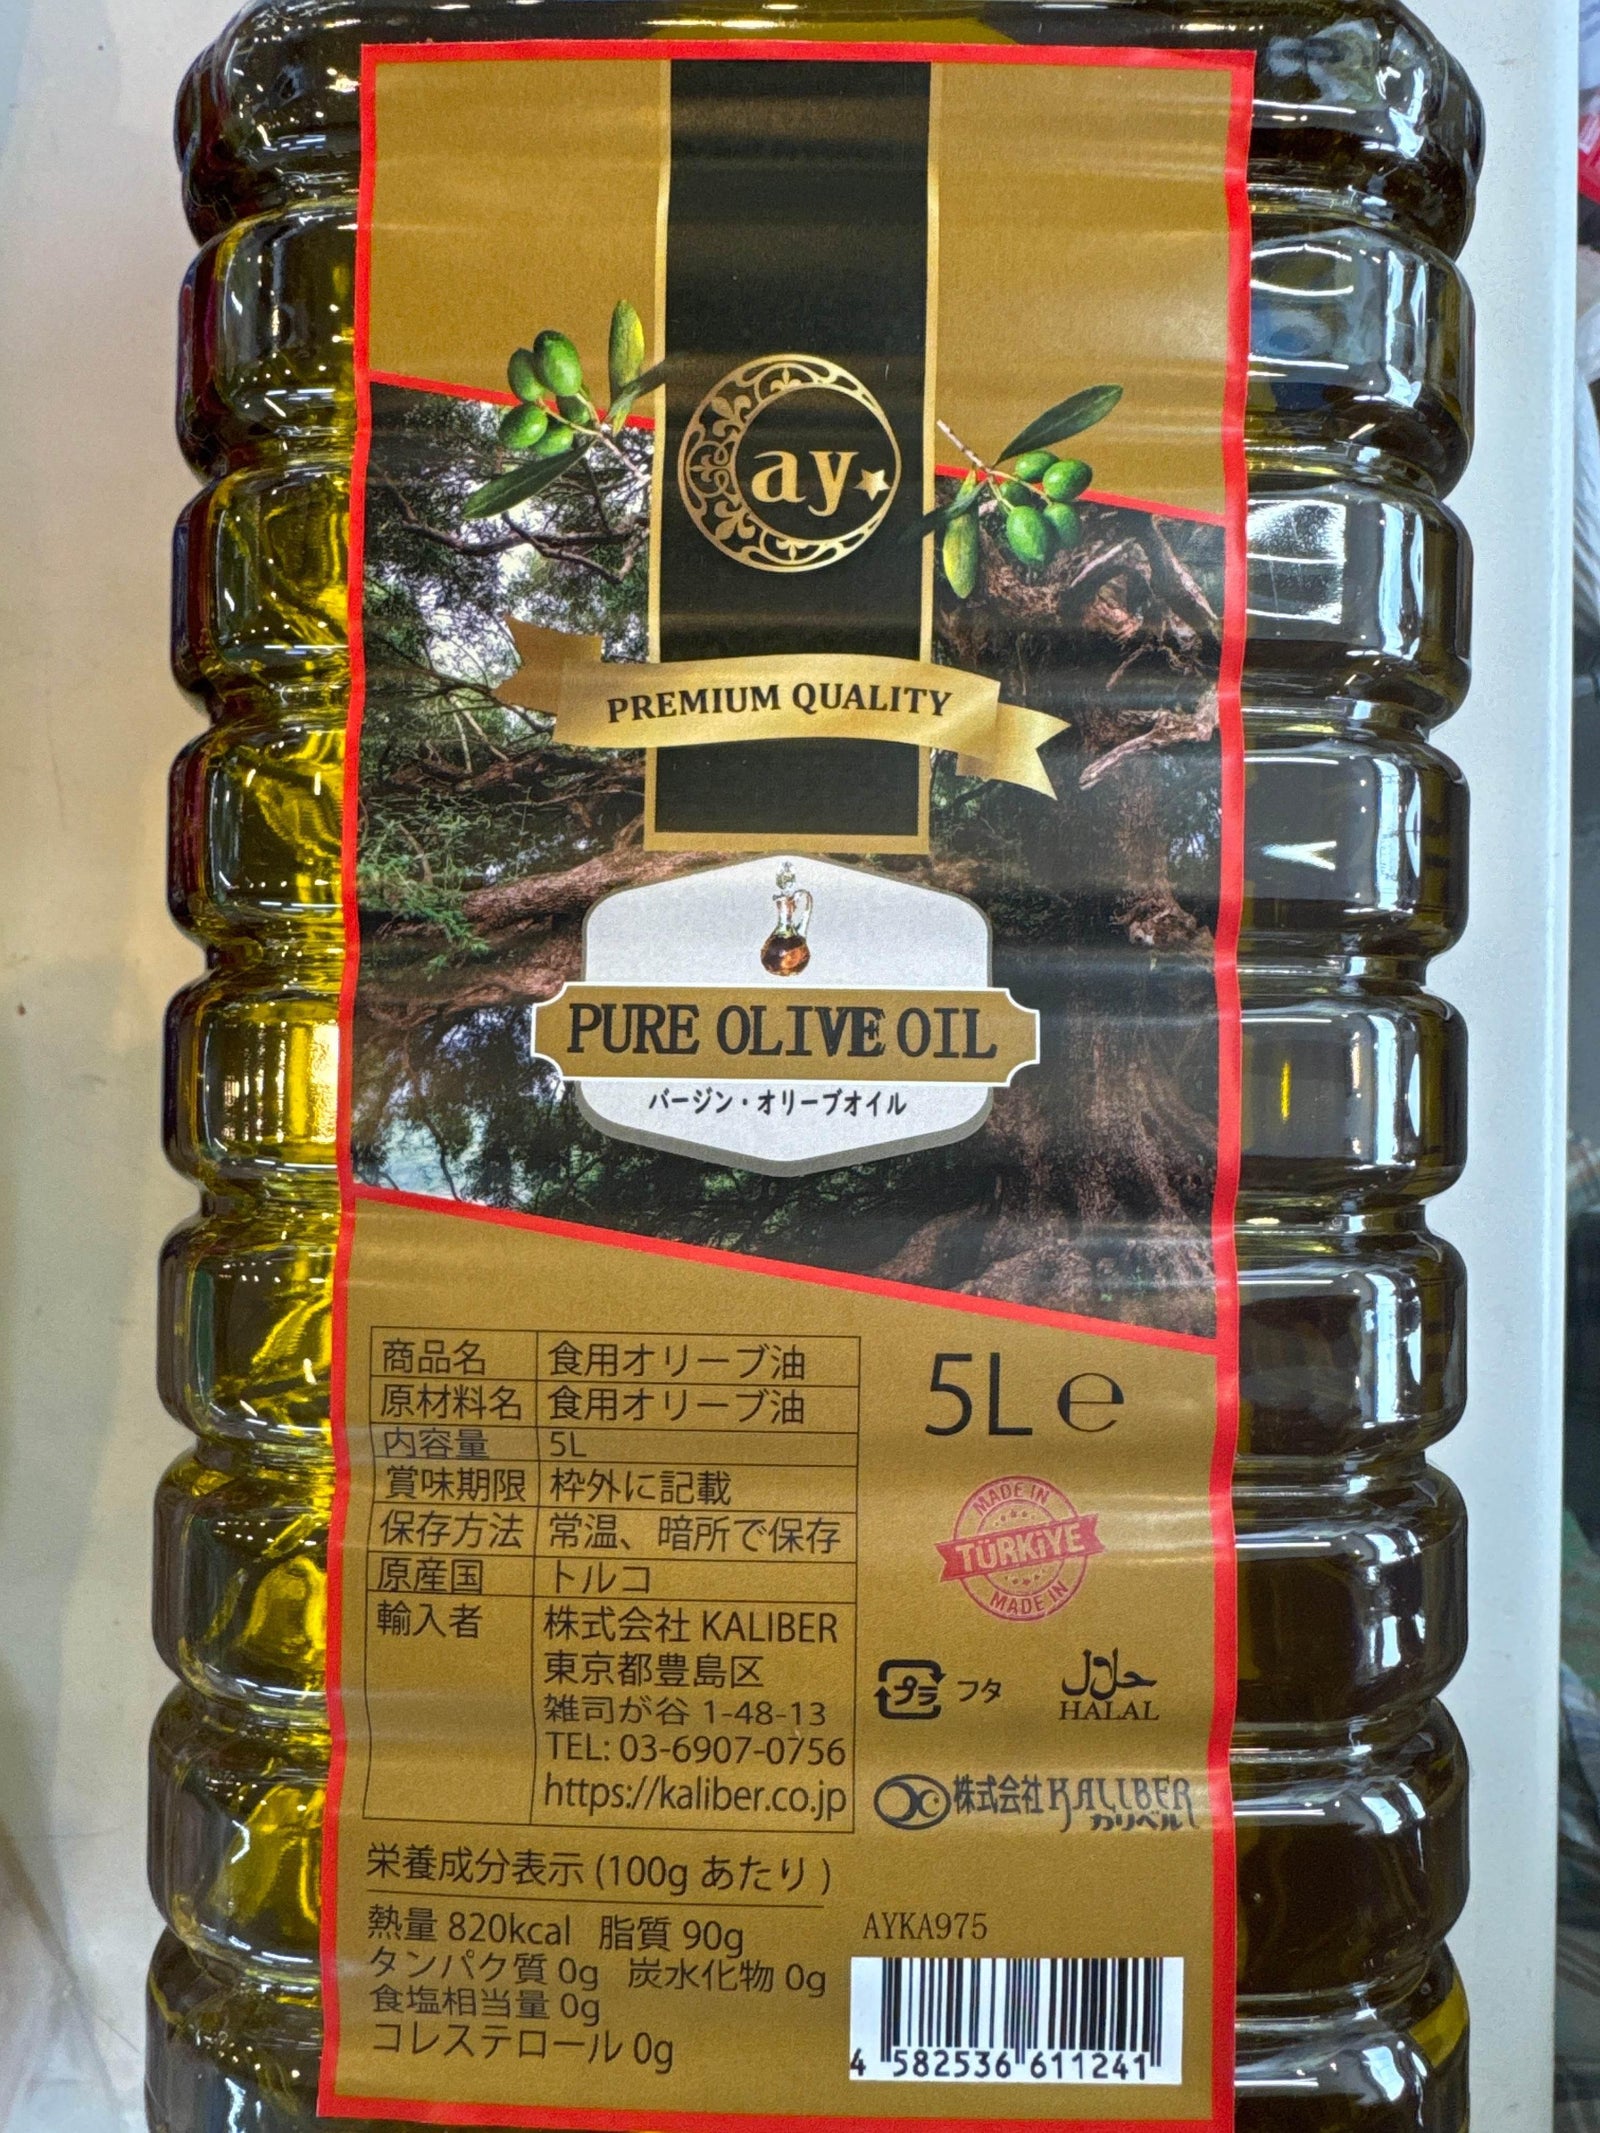 ay
PREMIUM QUALITY
PURE OLIVE OIL
バージン・オリーブオイル
商品名 食用オリーブ油
原材料名 食用オリーブ油
内容量 5L
賞味期限 枠外に記載
保存方法 常温、暗所で保存
原産国 トルコ
輸入者 株式会社 KALIBER
東京都豊島区
雑司が谷 1-48-13
TEL: 03-6907-0756
https://kaliber.co.jp
5L ℮
MADE IN
TÜRKiYE
MADE IN
プラ フタ
حلال
HALAL
株式会社 KALIBER
カリベル
栄養成分表示 (100g あたり )
熱量 820kcal 脂質 90g
タンパク質 0g 炭水化物 0g
食塩相当量 0g
コレステロール 0g
AYKA975
4 582536 611241